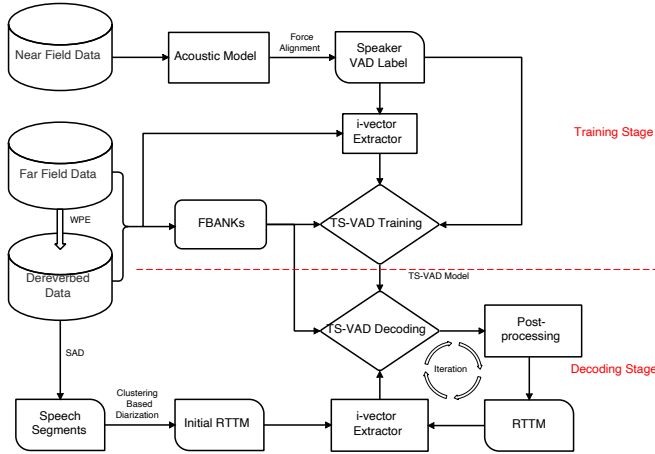 Near Field Data
Acoustic Model
Force
Alignment
Speaker
VAD Label
i-vector
Extractor
Training Stage
Far Field Data
WPE
FBANKs
TS-VAD Training
Dereverbed
Data
TS-VAD Model
TS-VAD Decoding
Post-
processing
SAD
Iteration
Decoding Stage
Clustering
Based
Diarization
Speech
Segments
Initial RTTM
i-vector
Extractor
RTTM